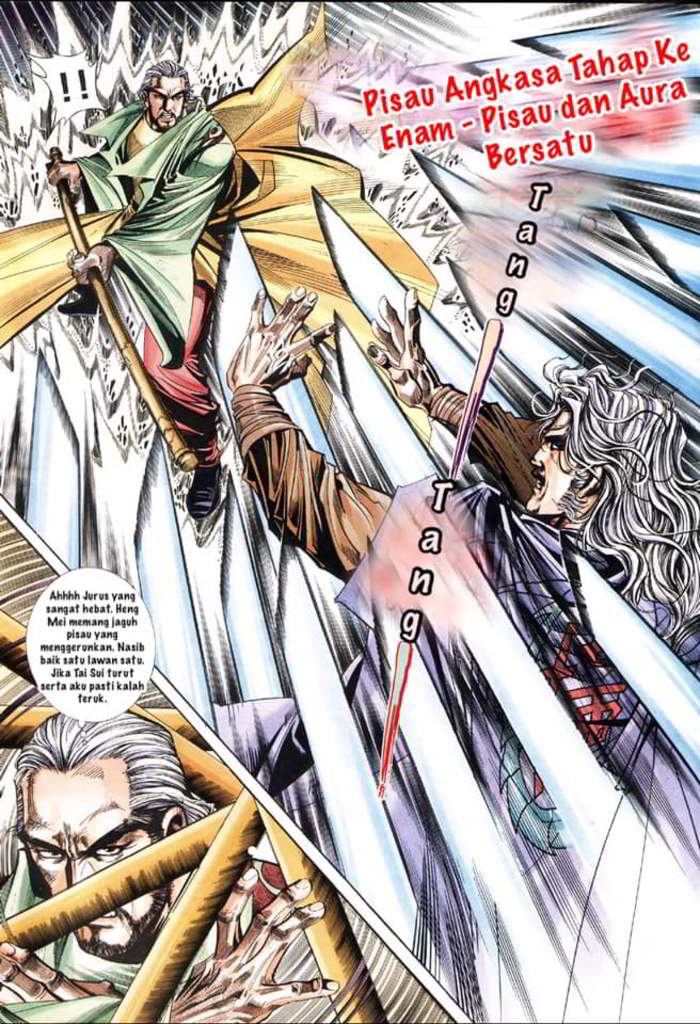 !!
Pisau Angkasa Tahap Ke
Enam - Pisau dan Aura
Bersatu
Tang
Tang
Ahhhh Jurus yang
sangat hebat. Heng
Mei memang jaguh
pisau yang
menggerunkan. Nasib
baik satu lawan satu.
Jika Tai Sui turut
serta aku pasti kalah
teruk.